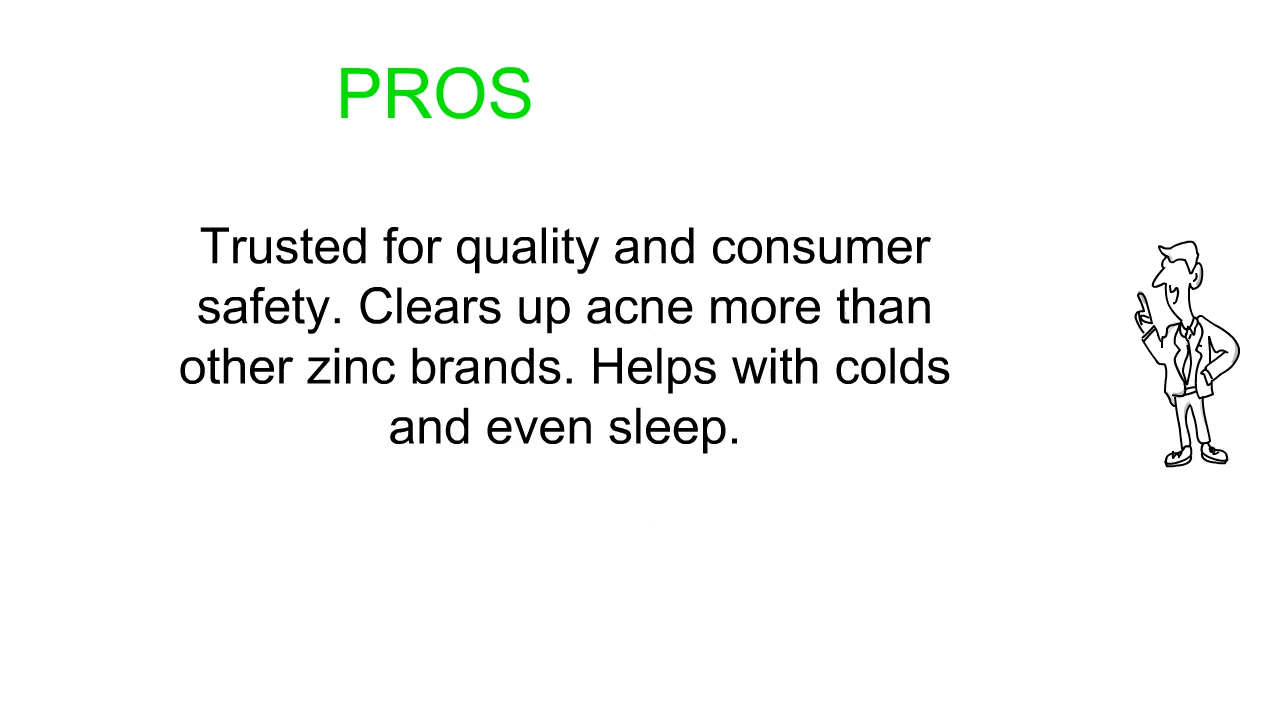 PROS
Trusted for quality and consumer
safety. Clears up acne more than
other zinc brands. Helps with colds
and even sleep.